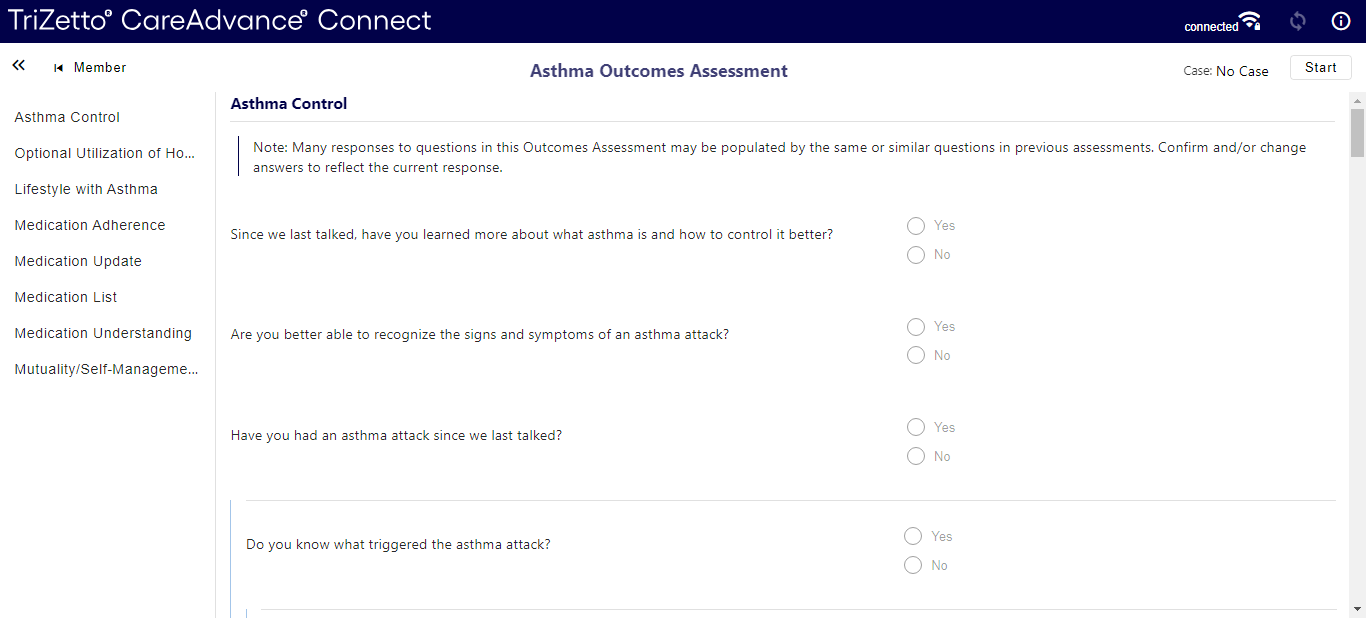 TriZetto® CareAdvance® Connect
connected
Member
Asthma Outcomes Assessment
Case: No Case
Start
Asthma Control
Optional Utilization of Ho...
Lifestyle with Asthma
Medication Adherence
Medication Update
Medication List
Medication Understanding
Mutuality/Self-Manageme...
Asthma Control
Note: Many responses to questions in this Outcomes Assessment may be populated by the same or similar questions in previous assessments. Confirm and/or change
answers to reflect the current response.
Since we last talked, have you learned more about what asthma is and how to control it better?
Yes
No
Are you better able to recognize the signs and symptoms of an asthma attack?
Yes
No
Have you had an asthma attack since we last talked?
Yes
No
Do you know what triggered the asthma attack?
Yes
No